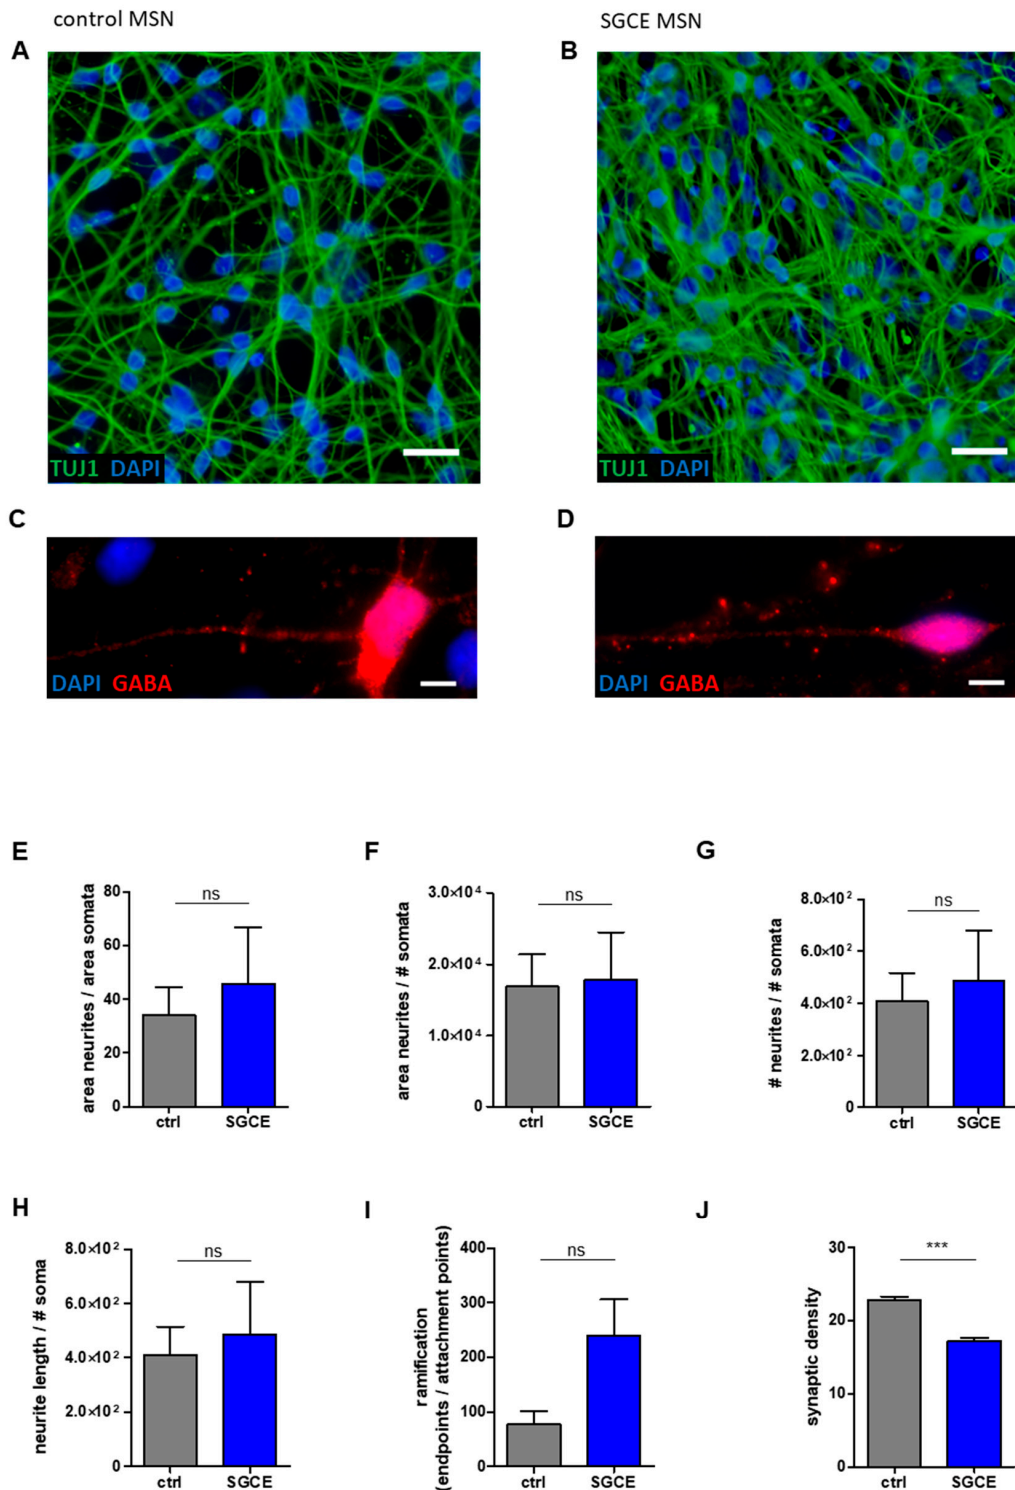 control MSN
SGCE MSN
A
B
TUJ1 DAPI
TUJ1 DAPI
C
D
DAPI GABA
DAPI GABA
E
F
G
area neurites / area somata
80
60
40
20
0
ns
ctrl
SGCE
area neurites / # somata
3.0×10⁴
2.0×10⁴
1.0×10⁴
0
ns
ctrl
SGCE
# neurites / # somata
8.0×10²
6.0×10²
4.0×10²
2.0×10²
0
ns
ctrl
SGCE
H
I
J
neurite length / # soma
8.0×10²
6.0×10²
4.0×10²
2.0×10²
0
ns
ctrl
SGCE
ramification
(endpoints / attachment points)
400
300
200
100
0
ns
ctrl
SGCE
synaptic density
30
20
10
0
***
ctrl
SGCE